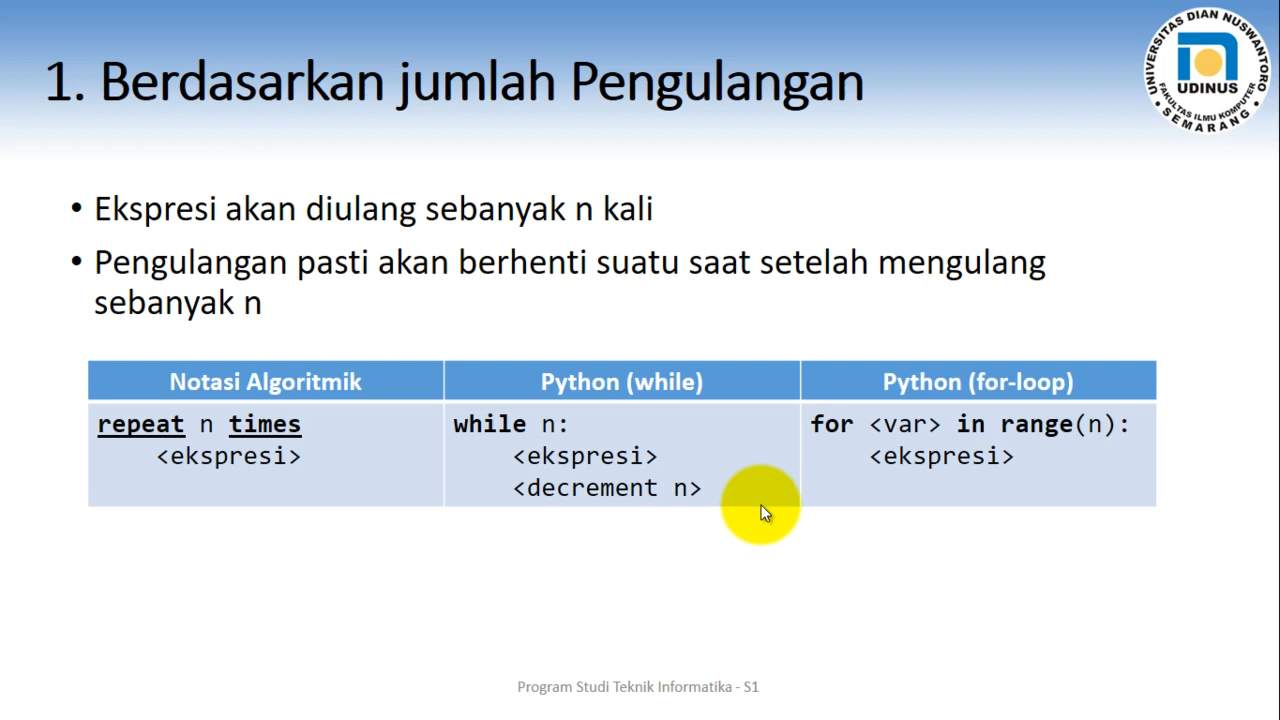 1. Berdasarkan jumlah Pengulangan
UNIVERSITAS DIAN NUSWANTORO
UDINUS
FAKULTAS ILMU KOMPUTER
• SEMARANG •
• Ekspresi akan diulang sebanyak n kali
• Pengulangan pasti akan berhenti suatu saat setelah mengulang
sebanyak n
Notasi Algoritmik
Python (while)
Python (for-loop)
repeat n times
<ekspresi>
while n:
<ekspresi>
<decrement n>
for <var> in range(n):
<ekspresi>
Program Studi Teknik Informatika - S1